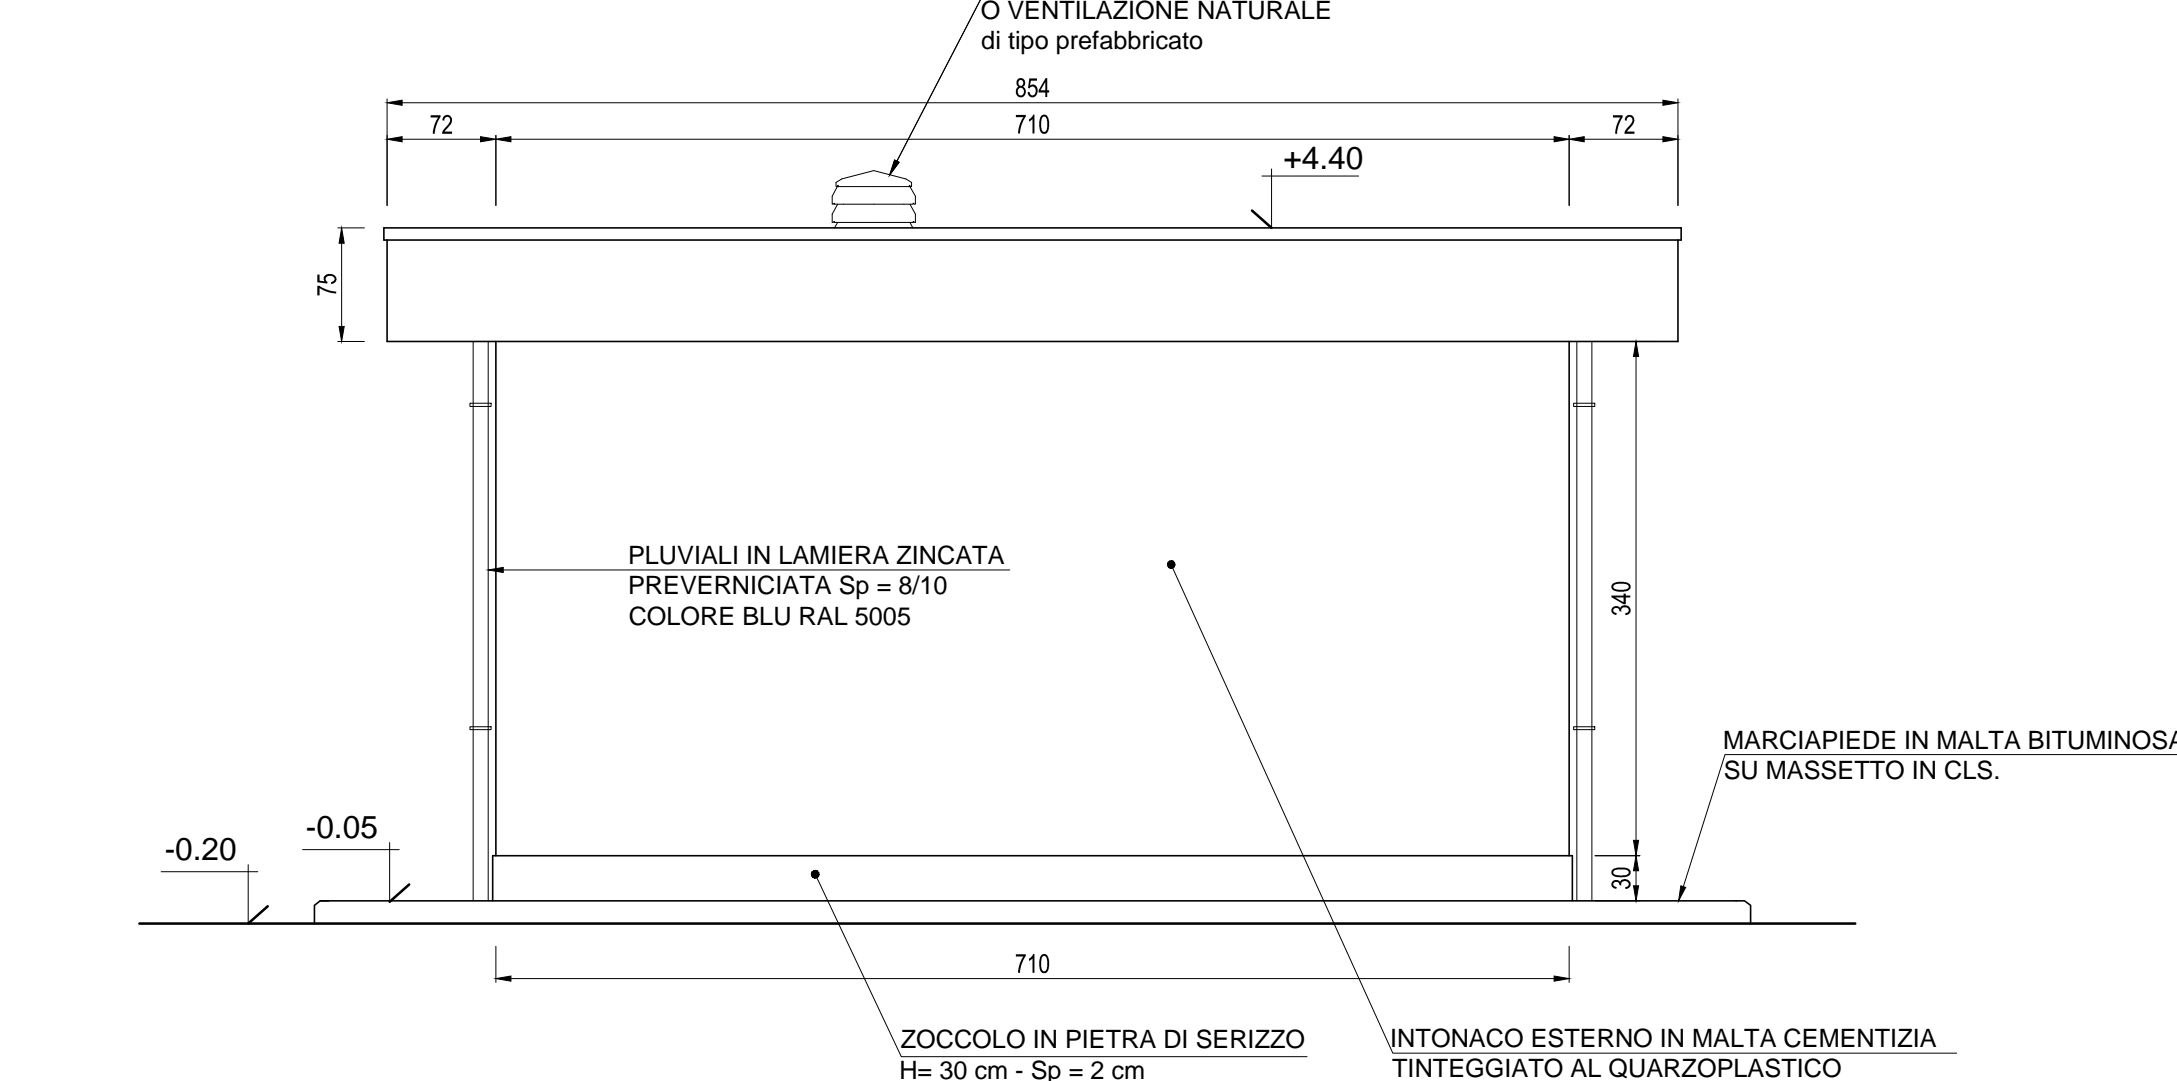 O VENTILAZIONE NATURALE
di tipo prefabbricato
854
72
710
72
+4.40
75
PLUVIALI IN LAMIERA ZINCATA
PREVERNICIATA Sp = 8/10
COLORE BLU RAL 5005
340
MARCIAPIEDE IN MALTA BITUMINOSA
SU MASSETTO IN CLS.
-0.05
-0.20
30
710
ZOCCOLO IN PIETRA DI SERIZZO
H= 30 cm - Sp = 2 cm
INTONACO ESTERNO IN MALTA CEMENTIZIA
TINTEGGIATO AL QUARZOPLASTICO